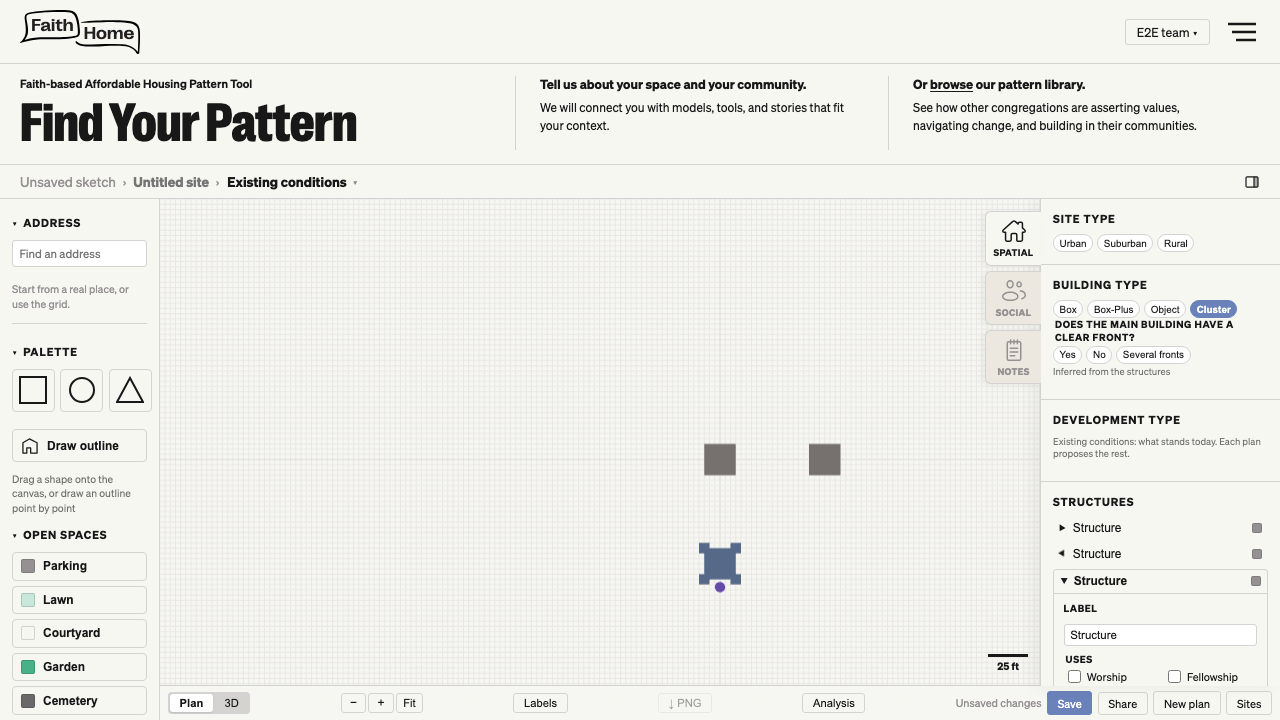 Faith
Home
E2E team ▾
Faith-based Affordable Housing Pattern Tool
Find Your Pattern
Tell us about your space and your community.
We will connect you with models, tools, and stories that fit
your context.
Or browse our pattern library.
See how other congregations are asserting values,
navigating change, and building in their communities.
Unsaved sketch › Untitled site › Existing conditions ▾
▾ ADDRESS
Find an address
Start from a real place, or
use the grid.
▾ PALETTE
Draw outline
Drag a shape onto the
canvas, or draw an outline
point by point
▾ OPEN SPACES
Parking
Lawn
Courtyard
Garden
Cemetery
SPATIAL
SOCIAL
NOTES
25 ft
SITE TYPE
Urban Suburban Rural
BUILDING TYPE
Box Box-Plus Object Cluster
DOES THE MAIN BUILDING HAVE A
CLEAR FRONT?
Yes No Several fronts
Inferred from the structures
DEVELOPMENT TYPE
Existing conditions: what stands today. Each plan
proposes the rest.
STRUCTURES
▸ Structure
◂ Structure
▾ Structure
LABEL
Structure
USES
Worship Fellowship
Plan 3D
− + Fit
Labels
↓ PNG
Analysis
Unsaved changes
Save Share New plan Sites